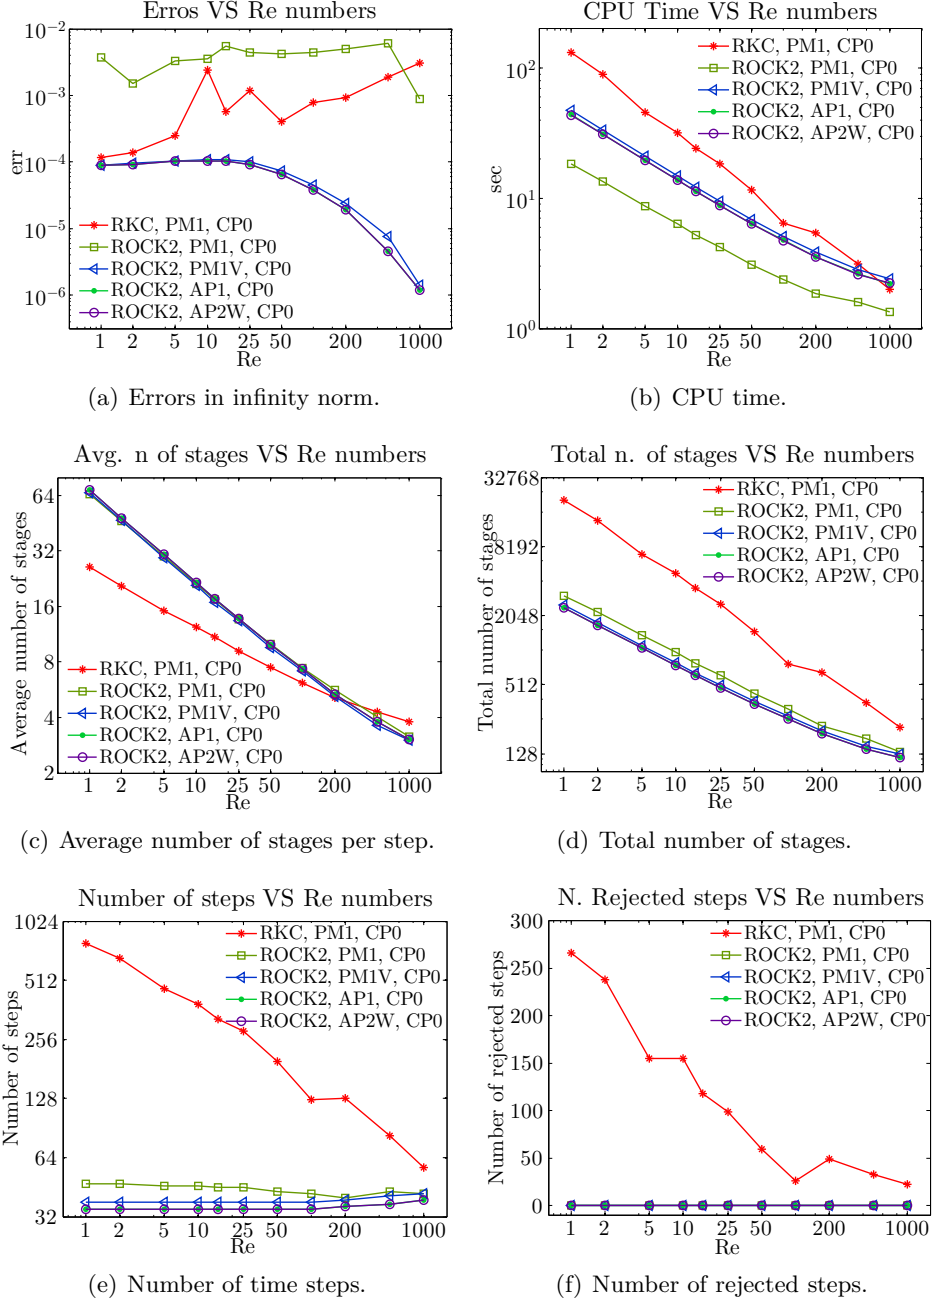 Erros VS Re numbers
10^-2
10^-3
10^-4
10^-5
10^-6
err
RKC, PM1, CP0
ROCK2, PM1, CP0
ROCK2, PM1V, CP0
ROCK2, AP1, CP0
ROCK2, AP2W, CP0
1 2 5 10 25 50 200 1000
Re
(a) Errors in infinity norm.
CPU Time VS Re numbers
10^2
10^1
10^0
sec
RKC, PM1, CP0
ROCK2, PM1, CP0
ROCK2, PM1V, CP0
ROCK2, AP1, CP0
ROCK2, AP2W, CP0
1 2 5 10 25 50 200 1000
Re
(b) CPU time.
Avg. n of stages VS Re numbers
64
32
16
8
4
2
Average number of stages
RKC, PM1, CP0
ROCK2, PM1, CP0
ROCK2, PM1V, CP0
ROCK2, AP1, CP0
ROCK2, AP2W, CP0
1 2 5 10 25 50 200 1000
Re
(c) Average number of stages per step.
Total n. of stages VS Re numbers
32768
8192
2048
512
128
Total number of stages
RKC, PM1, CP0
ROCK2, PM1, CP0
ROCK2, PM1V, CP0
ROCK2, AP1, CP0
ROCK2, AP2W, CP0
1 2 5 10 25 50 200 1000
Re
(d) Total number of stages.
Number of steps VS Re numbers
1024
512
256
128
64
32
Number of steps
RKC, PM1, CP0
ROCK2, PM1, CP0
ROCK2, PM1V, CP0
ROCK2, AP1, CP0
ROCK2, AP2W, CP0
1 2 5 10 25 50 200 1000
Re
(e) Number of time steps.
N. Rejected steps VS Re numbers
300
250
200
150
100
50
0
Number of rejected steps
RKC, PM1, CP0
ROCK2, PM1, CP0
ROCK2, PM1V, CP0
ROCK2, AP1, CP0
ROCK2, AP2W, CP0
1 2 5 10 25 50 200 1000
Re
(f) Number of rejected steps.